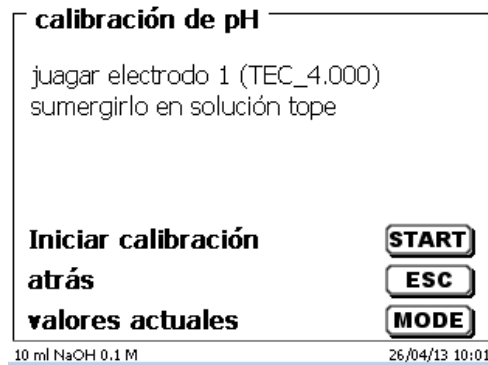 calibración de pH
juagar electrodo 1 (TEC_4.000)
sumergirlo en solución tope
Iniciar calibración START
atrás ESC
valores actuales MODE
10 ml NaOH 0.1 M 26/04/13 10:01